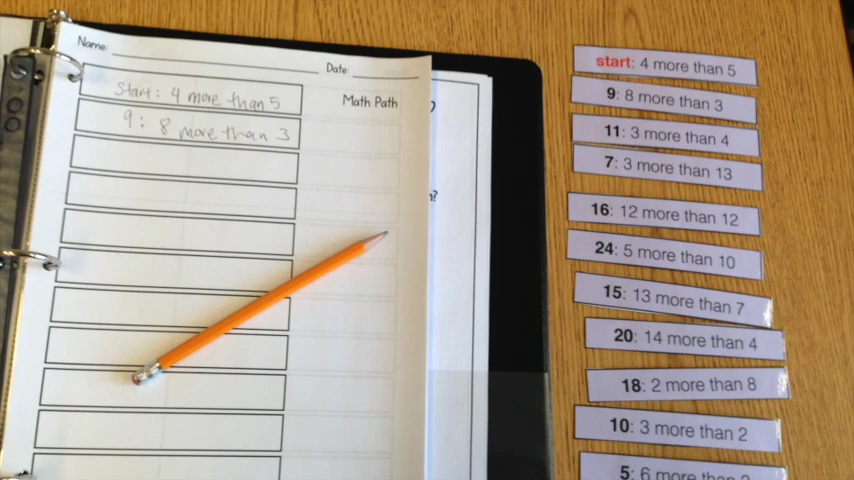 Name:
Date:
start: 4 more than 5
9: 8 more than 3
Math Path
start: 4 more than 5
9: 8 more than 3
11: 3 more than 4
7: 3 more than 13
16: 12 more than 12
24: 5 more than 10
15: 13 more than 7
20: 14 more than 4
18: 2 more than 8
10: 3 more than 2
5: 6 more than